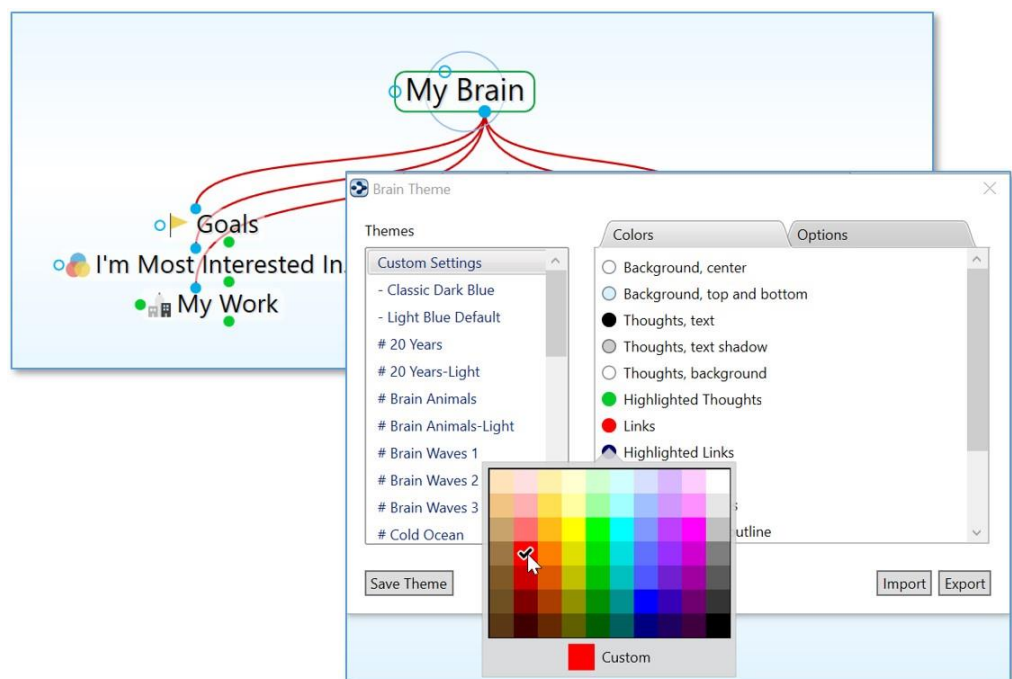 My Brain
Goals
I'm Most Interested In.
My Work
Brain Theme
Themes
Custom Settings
- Classic Dark Blue
- Light Blue Default
# 20 Years
# 20 Years-Light
# Brain Animals
# Brain Animals-Light
# Brain Waves 1
# Brain Waves 2
# Brain Waves 3
# Cold Ocean
Save Theme
Colors
Options
Background, center
Background, top and bottom
Thoughts, text
Thoughts, text shadow
Thoughts, background
Highlighted Thoughts
Links
Highlighted Links
s
utline
Import
Export
Custom